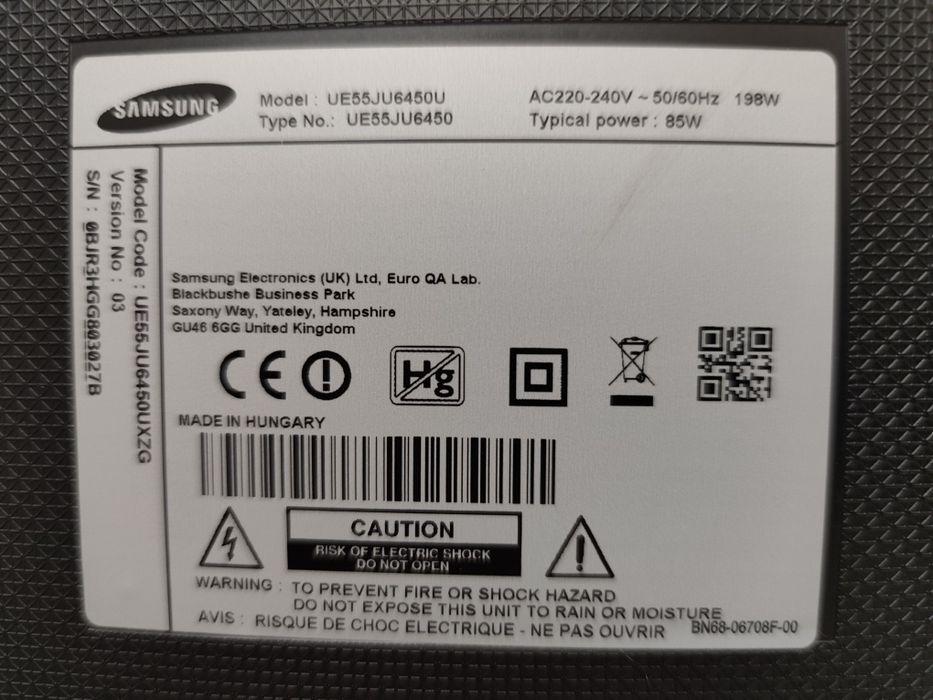 SAMSUNG
Model : UE55JU6450U
Type No.: UE55JU6450
AC220-240V ~ 50/60Hz 198W
Typical power : 85W
Model Code : UE55JU6450UXZG
Version No : 03
S/N : 0BJR3HGG803027B
Samsung Electronics (UK) Ltd, Euro QA Lab.
Blackbushe Business Park
Saxony Way, Yateley, Hampshire
GU46 6GG United Kingdom
CE
Hg
MADE IN HUNGARY
CAUTION
RISK OF ELECTRIC SHOCK
DO NOT OPEN
WARNING : TO PREVENT FIRE OR SHOCK HAZARD
DO NOT EXPOSE THIS UNIT TO RAIN OR MOISTURE
AVIS : RISQUE DE CHOC ELECTRIQUE - NE PAS OUVRIR
BN68-06708F-00